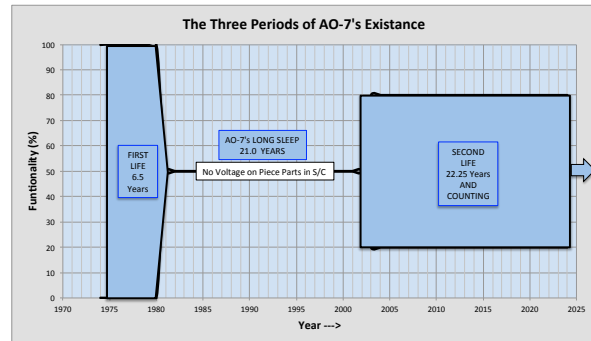 The Three Periods of AO-7's Existance
Funtionality (%)
100
90
80
70
60
50
40
30
20
10
0
FIRST
LIFE
6.5
Years
AO-7's LONG SLEEP
21.0 YEARS
No Voltage on Piece Parts in S/C
SECOND
LIFE
22.25 Years
AND
COUNTING
1970 1975 1980 1985 1990 1995 2000 2005 2010 2015 2020 2025
Year --->